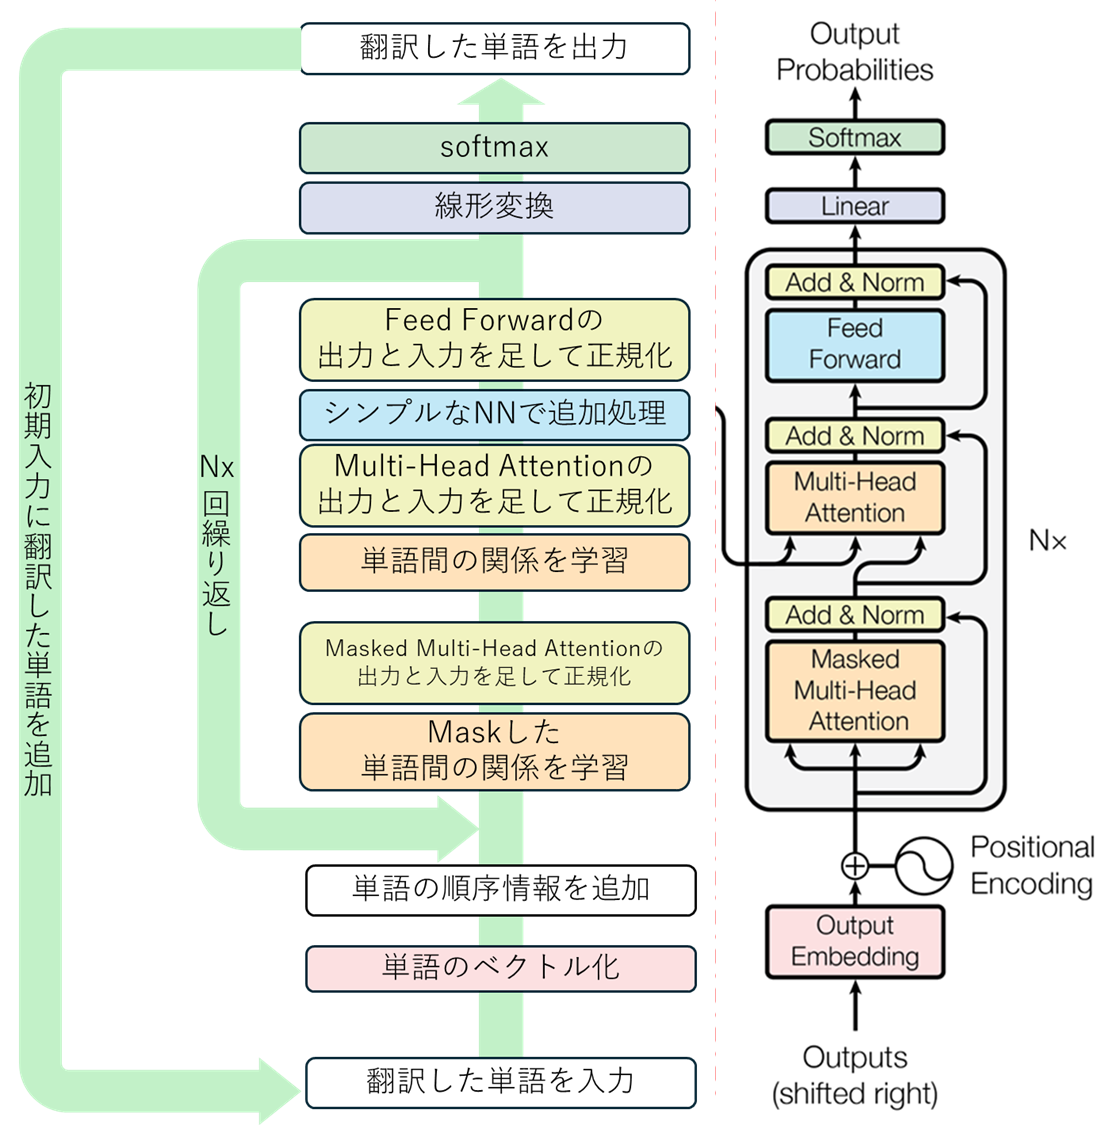 翻訳した単語を出力
softmax
線形変換
Feed Forwardの
出力と入力を足して正規化
シンプルなNNで追加処理
Multi-Head Attentionの
出力と入力を足して正規化
単語間の関係を学習
Masked Multi-Head Attentionの
出力と入力を足して正規化
Maskした
単語間の関係を学習
単語の順序情報を追加
単語のベクトル化
翻訳した単語を入力
初期入力に翻訳した単語を追加
Nx
回繰り返し
Output
Probabilities
Softmax
Linear
Add & Norm
Feed
Forward
Add & Norm
Multi-Head
Attention
N×
Add & Norm
Masked
Multi-Head
Attention
Positional
Encoding
Output
Embedding
Outputs
(shifted right)